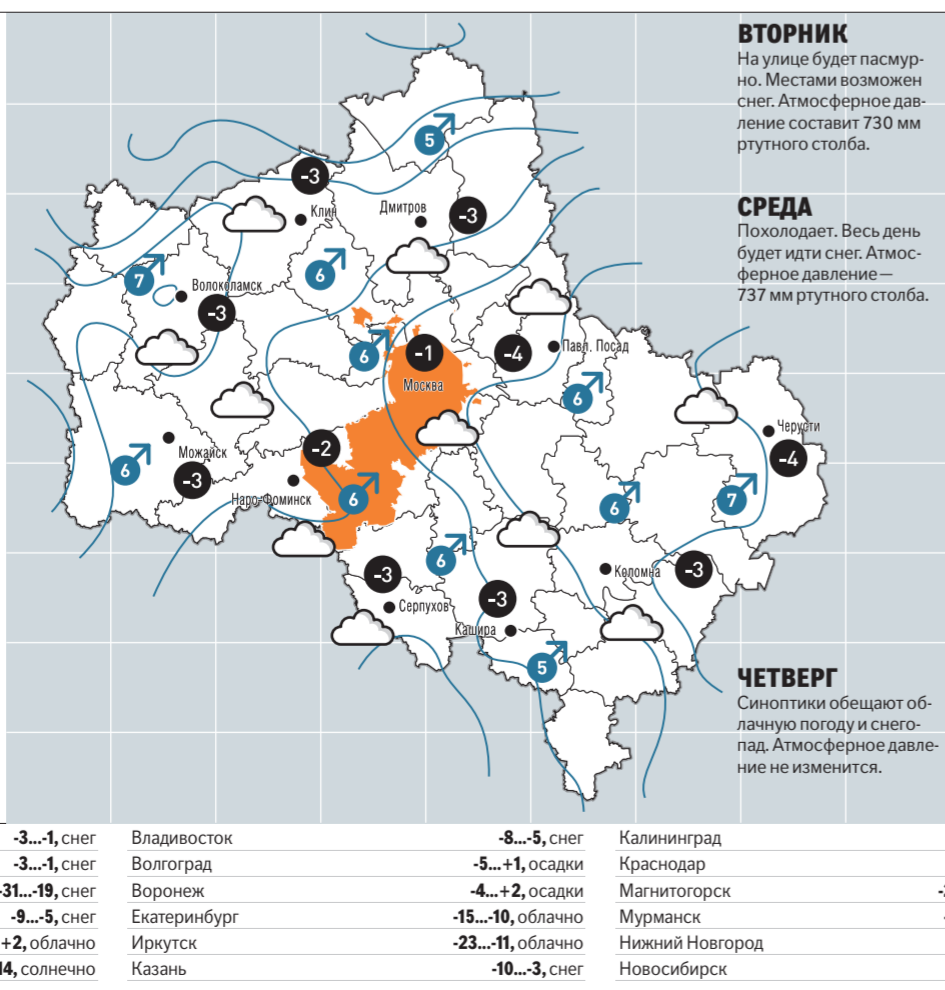 ВТОРНИК
На улице будет пасмур-
но. Местами возможен
снег. Атмосферное дав-
ление составит 730 мм
ртутного столба.
СРЕДА
Похолодает. Весь день
будет идти снег. Атмос-
ферное давление —
737 мм ртутного столба.
5
-3
Клин
Дмитров
-3
7
6
Волоколамск
-3
6
-1
Москва
-4
Павл. Посад
6
Черусти
-4
Можайск
6
-3
-2
Наро-Фоминск
6
6
7
-3
6
Серпухов
-3
Кашира
Коломна
-3
5
ЧЕТВЕРГ
Синоптики обещают об-
лачную погоду и снего-
пад. Атмосферное давле-
ние не изменится.
-3...-1, снег
-3...-1, снег
-31...-19, снег
-9...-5, снег
+2, облачно
14, солнечно
Владивосток -8...-5, снег
Волгоград -5...+1, осадки
Воронеж -4...+2, осадки
Екатеринбург -15...-10, облачно
Иркутск -23...-11, облачно
Казань -10...-3, снег
Калининград
Краснодар
Магнитогорск
Мурманск
Нижний Новгород
Новосибирск